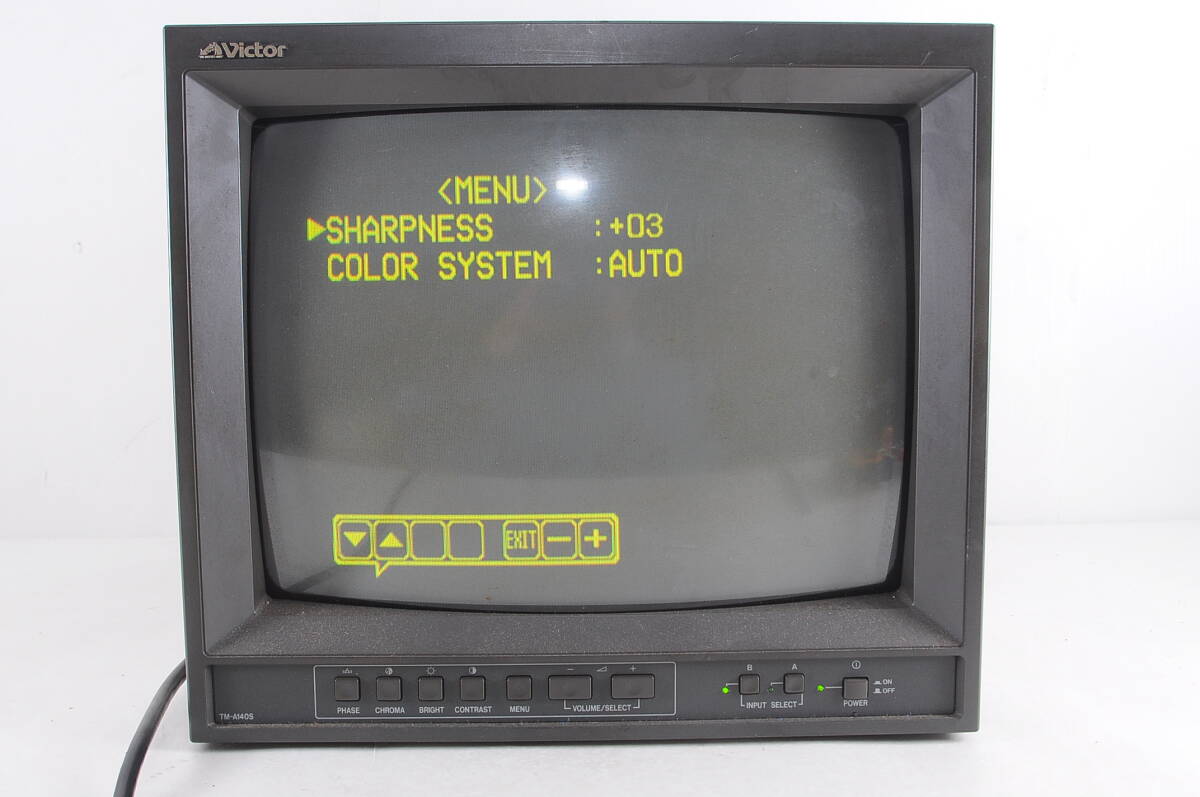 Victor
<MENU>
▶SHARPNESS :+03
COLOR SYSTEM :AUTO
▼ ▲ EXIT − +
− +
B A
PHASE CHROMA BRIGHT CONTRAST MENU VOLUME/SELECT
INPUT SELECT
POWER
ON
OFF
TM-A140S